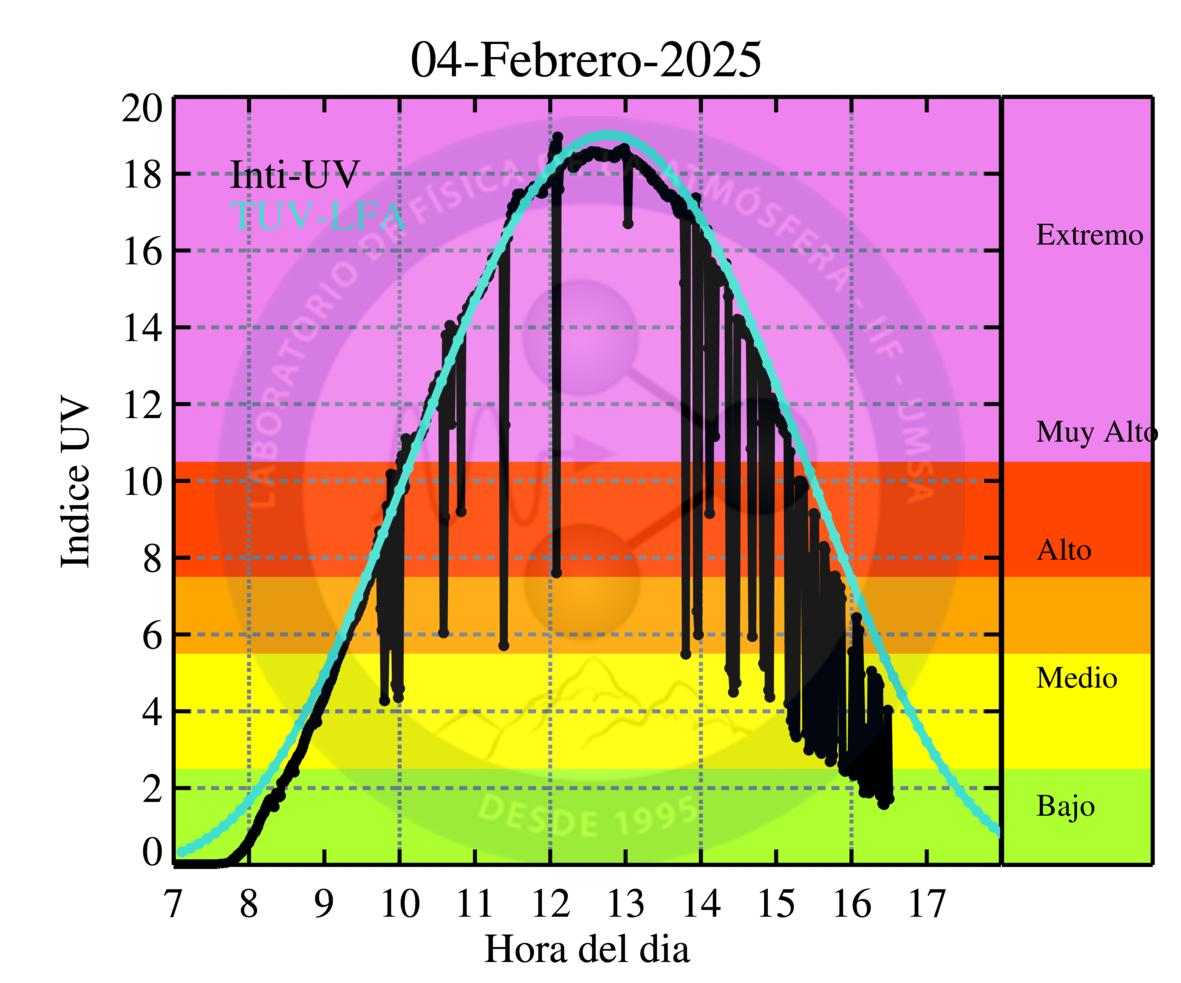 04-Febrero-2025
20
18
16
14
12
10
8
6
4
2
0
Indice UV
Inti-UV
TUV-LFA
LABORATORIO DE FÍSICA DE LA ATMÓSFERA - IIF - UMSA
DESDE 1995
Extremo
Muy Alto
Alto
Medio
Bajo
7 8 9 10 11 12 13 14 15 16 17
Hora del dia